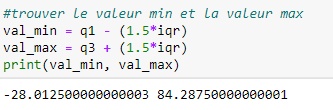 #trouver le valeur min et la valeur max
val_min = q1 - (1.5*iqr)
val_max = q3 + (1.5*iqr)
print(val_min, val_max)
-28.012500000000003 84.28750000000001